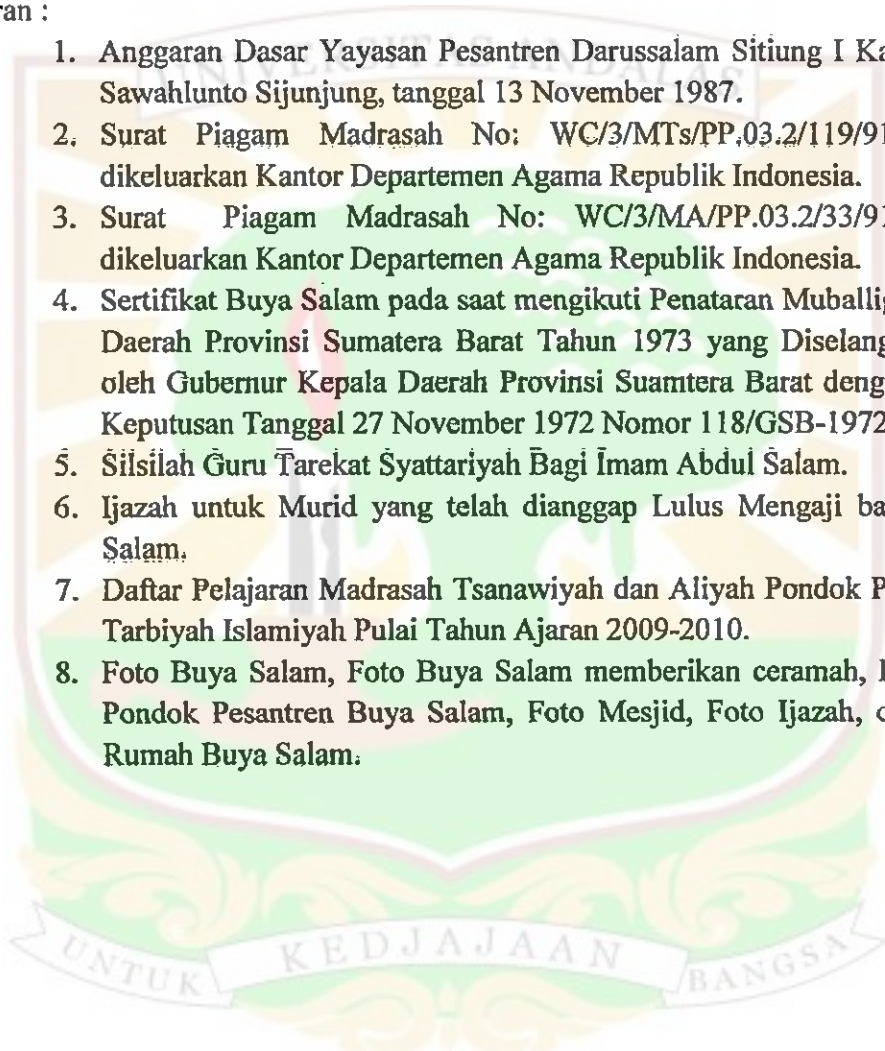 ran :
1. Anggaran Dasar Yayasan Pesantren Darussalam Sitiung I Ka
Sawahlunto Sijunjung, tanggal 13 November 1987.
2. Surat Piagam Madrasah No: WC/3/MTs/PP.03.2/119/91
dikeluarkan Kantor Departemen Agama Republik Indonesia.
3. Surat Piagam Madrasah No: WC/3/MA/PP.03.2/33/91
dikeluarkan Kantor Departemen Agama Republik Indonesia.
4. Sertifikat Buya Salam pada saat mengikuti Penataran Muballig
Daerah Provinsi Sumatera Barat Tahun 1973 yang Diselang
oleh Gubernur Kepala Daerah Provinsi Suamtera Barat deng
Keputusan Tanggal 27 November 1972 Nomor 118/GSB-1972
5. Silsilah Guru Tarekat Syattariyah Bagi Imam Abdul Salam.
6. Ijazah untuk Murid yang telah dianggap Lulus Mengaji ba
Salam.
7. Daftar Pelajaran Madrasah Tsanawiyah dan Aliyah Pondok P
Tarbiyah Islamiyah Pulai Tahun Ajaran 2009-2010.
8. Foto Buya Salam, Foto Buya Salam memberikan ceramah,
Pondok Pesantren Buya Salam, Foto Mesjid, Foto Ijazah,
Rumah Buya Salam.
UNIVERSITAS ANDALAS
UNTUK KEDJAJAAN BANGSA